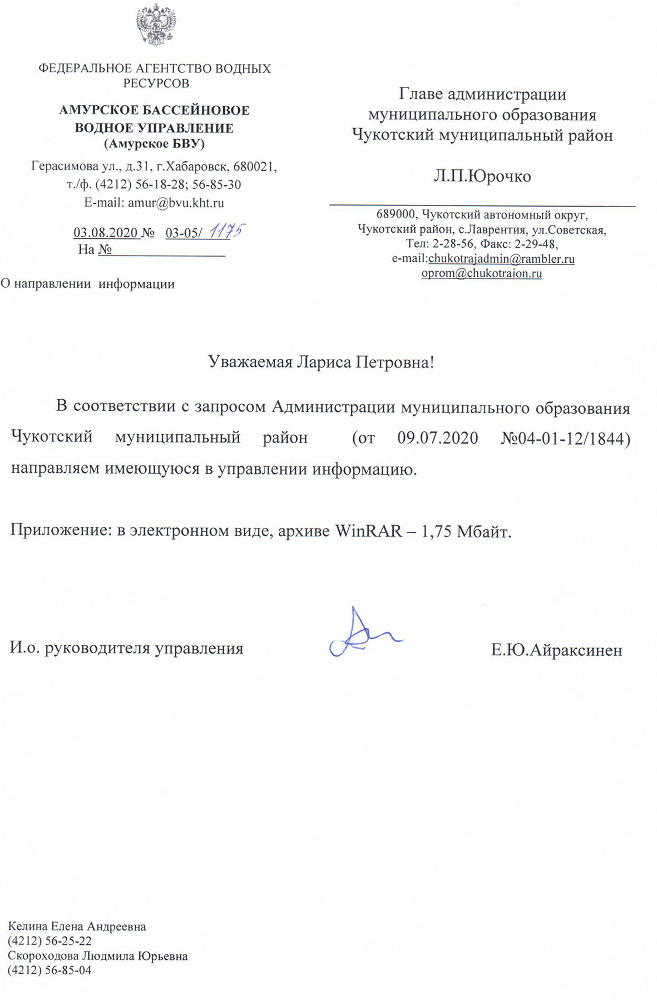 ФЕДЕРАЛЬНОЕ АГЕНТСТВО ВОДНЫХ
РЕСУРСОВ
АМУРСКОЕ БАССЕЙНОВОЕ
ВОДНОЕ УПРАВЛЕНИЕ
(Амурское БВУ)
Герасимова ул., д.31, г.Хабаровск, 680021,
т./ф. (4212) 56-18-28; 56-85-30
E-mail: amur@bvu.kht.ru
03.08.2020 № 03-05/ 1175
На №
О направлении информации
Главе администрации
муниципального образования
Чукотский муниципальный район
Л.П.Юрочко
689000, Чукотский автономный округ,
Чукотский район, с.Лаврентия, ул.Советская,
Тел: 2-28-56, Факс: 2-29-48,
e-mail:chukotrajadmin@rambler.ru
oprom@chukotraion.ru
Уважаемая Лариса Петровна!
В соответствии с запросом Администрации муниципального образования
Чукотский муниципальный район (от 09.07.2020 №04-01-12/1844)
направляем имеющуюся в управлении информацию.
Приложение: в электронном виде, архиве WinRAR – 1,75 Мбайт.
И.о. руководителя управления
Е.Ю.Айраксинен
Келина Елена Андреевна
(4212) 56-25-22
Скороходова Людмила Юрьевна
(4212) 56-85-04